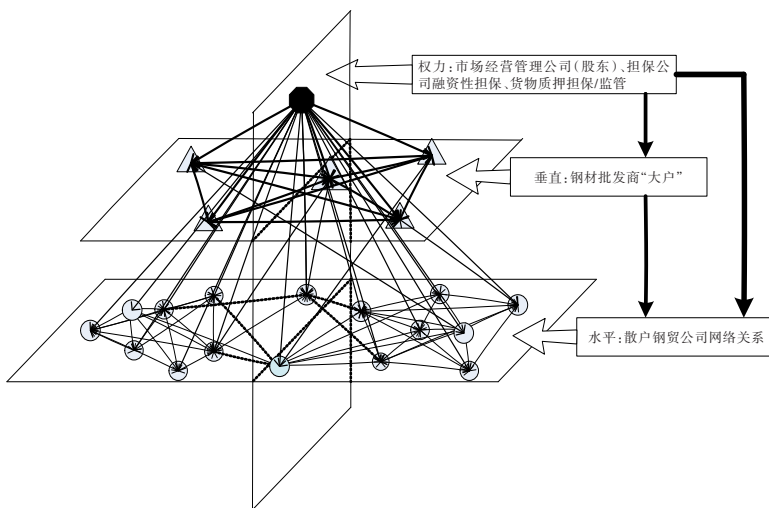 权力：市场经营管理公司（股东）、担保公
司融资性担保、货物质押担保/监管
垂直：钢材批发商“大户”
水平：散户钢贸公司网络关系